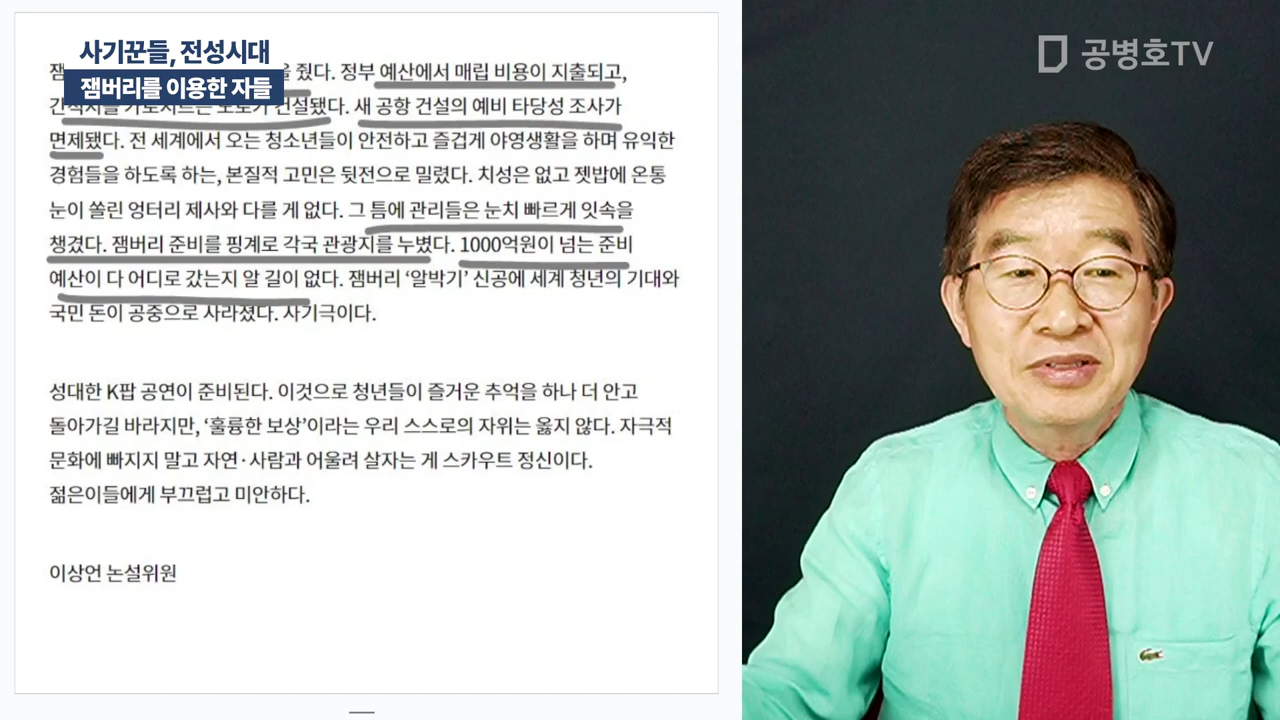 사기꾼들, 전성시대
잼버리를 이용한 자들
공병호TV
잼 을 줬다. 정부 예산에서 매립 비용이 지출되고,
간척지를 가로지르는 도로가 건설됐다. 새 공항 건설의 예비 타당성 조사가
면제됐다. 전 세계에서 오는 청소년들이 안전하고 즐겁게 야영생활을 하며 유익한
경험들을 하도록 하는, 본질적 고민은 뒷전으로 밀렸다. 치성은 없고 젯밥에 온통
눈이 쏠린 엉터리 제사와 다를 게 없다. 그 틈에 관리들은 눈치 빠르게 잇속을
챙겼다. 잼버리 준비를 핑계로 각국 관광지를 누볐다. 1000억원이 넘는 준비
예산이 다 어디로 갔는지 알 길이 없다. 잼버리 ‘알박기’ 신공에 세계 청년의 기대와
국민 돈이 공중으로 사라졌다. 사기극이다.
성대한 K팝 공연이 준비된다. 이것으로 청년들이 즐거운 추억을 하나 더 안고
돌아가길 바라지만, ‘훌륭한 보상’이라는 우리 스스로의 자위는 옳지 않다. 자극적
문화에 빠지지 말고 자연·사람과 어울려 살자는 게 스카우트 정신이다.
젊은이들에게 부끄럽고 미안하다.
이상언 논설위원